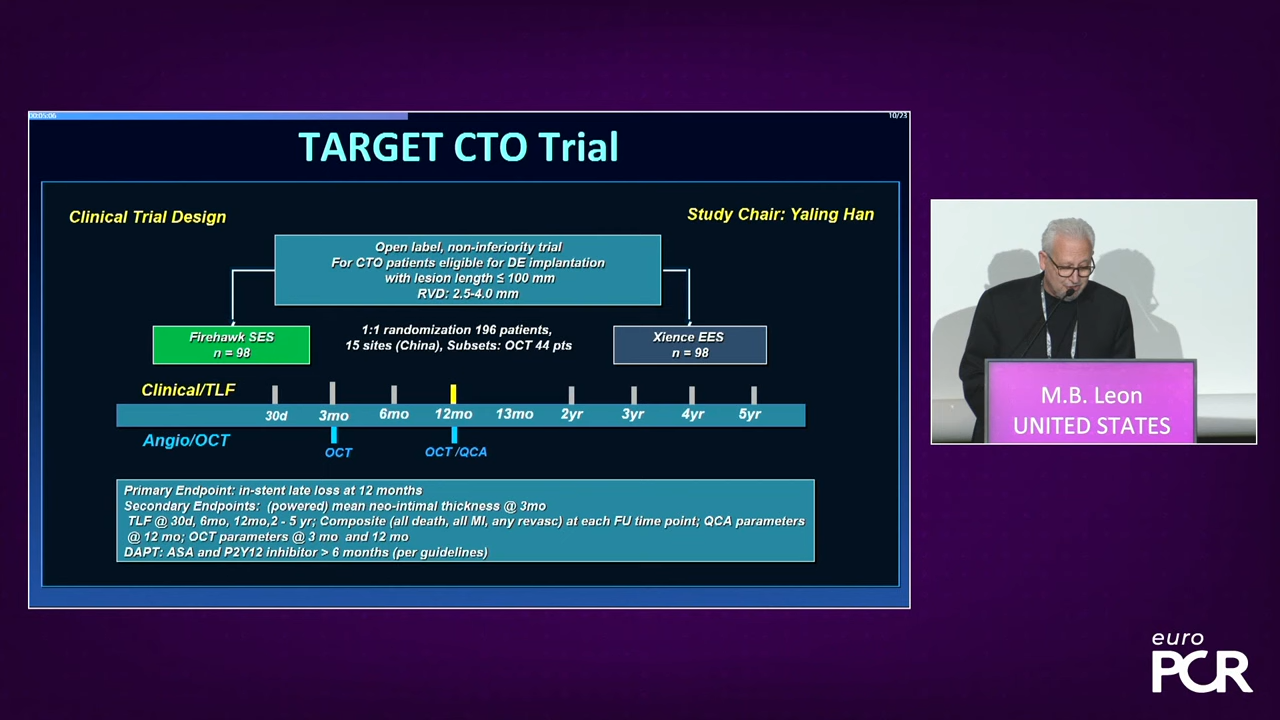 00:05:06
10/23
TARGET CTO Trial
Clinical Trial Design
Study Chair: Yaling Han
Open label, non-inferiority trial
For CTO patients eligible for DE implantation
with lesion length ≤ 100 mm
RVD: 2.5-4.0 mm
Firehawk SES
n = 98
1:1 randomization 196 patients,
15 sites (China), Subsets: OCT 44 pts
Xience EES
n = 98
Clinical/TLF
30d 3mo 6mo 12mo 13mo 2yr 3yr 4yr 5yr
Angio/OCT
OCT
OCT /QCA
Primary Endpoint: in-stent late loss at 12 months
Secondary Endpoints: (powered) mean neo-intimal thickness @ 3mo
TLF @ 30d, 6mo, 12mo,2 - 5 yr; Composite (all death, all MI, any revasc) at each FU time point; QCA parameters
@ 12 mo; OCT parameters @ 3 mo and 12 mo
DAPT: ASA and P2Y12 inhibitor > 6 months (per guidelines)
M.B. Leon
UNITED STATES
euro
PCR